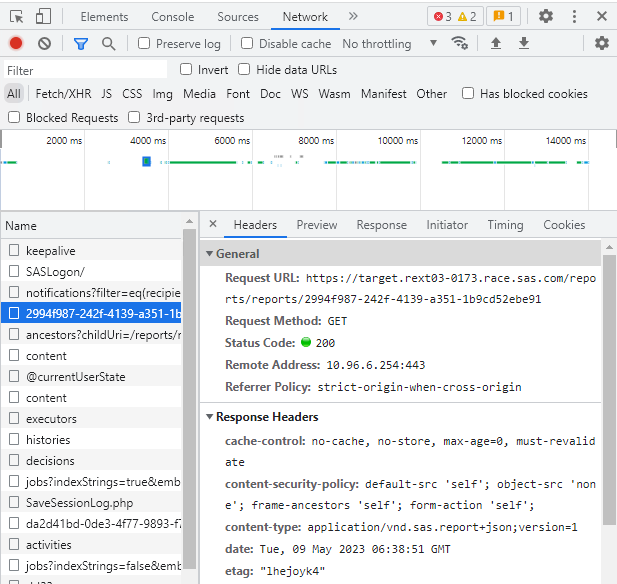 Elements Console Sources Network » 3 2 1
Preserve log Disable cache No throttling
Filter Invert Hide data URLs
All Fetch/XHR JS CSS Img Media Font Doc WS Wasm Manifest Other Has blocked cookies
Blocked Requests 3rd-party requests
2000 ms 4000 ms 6000 ms 8000 ms 10000 ms 12000 ms 14000 ms
Name
keepalive
SASLogon/
notifications?filter=eq(recipie
2994f987-242f-4139-a351-1b
ancestors?childUri=/reports/r
content
@currentUserState
content
executors
histories
decisions
jobs?indexStrings=true&emb
SaveSessionLog.php
da2d41bd-0de3-4f77-9893-f7
activities
jobs?indexStrings=false&emb
Headers Preview Response Initiator Timing Cookies
General
Request URL: https://target.rext03-0173.race.sas.com/repo
rts/reports/2994f987-242f-4139-a351-1b9cd52ebe91
Request Method: GET
Status Code: 200
Remote Address: 10.96.6.254:443
Referrer Policy: strict-origin-when-cross-origin
Response Headers
cache-control: no-cache, no-store, max-age=0, must-revalid
ate
content-security-policy: default-src 'self'; object-src 'non
e'; frame-ancestors 'self'; form-action 'self';
content-type: application/vnd.sas.report+json;version=1
date: Tue, 09 May 2023 06:38:51 GMT
etag: "lhejoyk4"